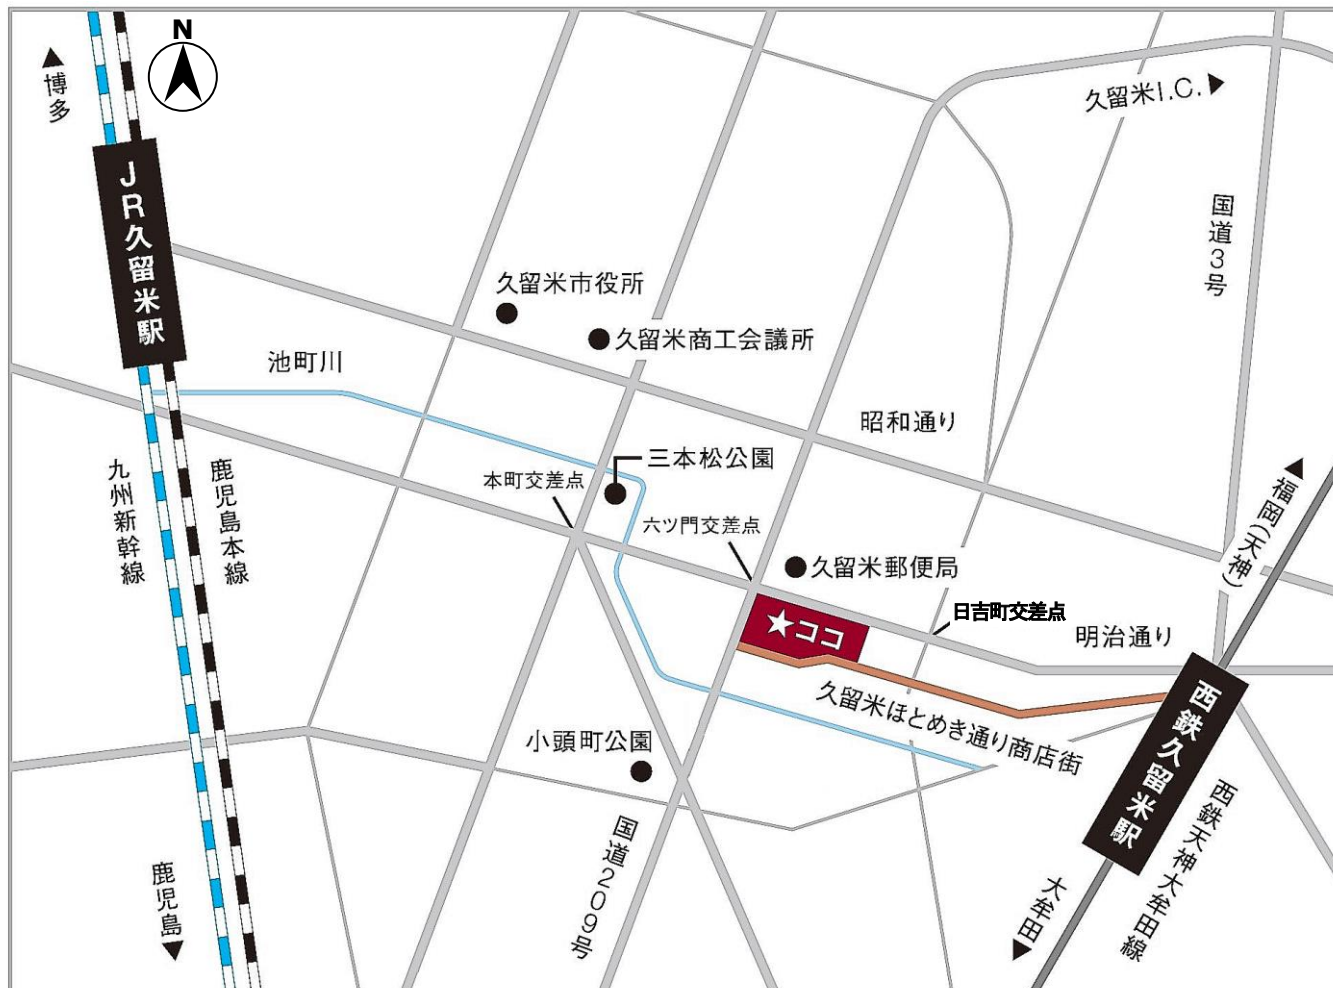 N
博多
久留米I.C.
JR久留米駅
国道3号
久留米市役所
久留米商工会議所
池町川
昭和通り
三本松公園
本町交差点
六ツ門交差点
福岡(天神)
九州新幹線
鹿児島本線
久留米郵便局
日吉町交差点
明治通り
★ココ
久留米ほとめき通り商店街
西鉄久留米駅
小頭町公園
国道209号
西鉄天神大牟田線
鹿児島
大牟田